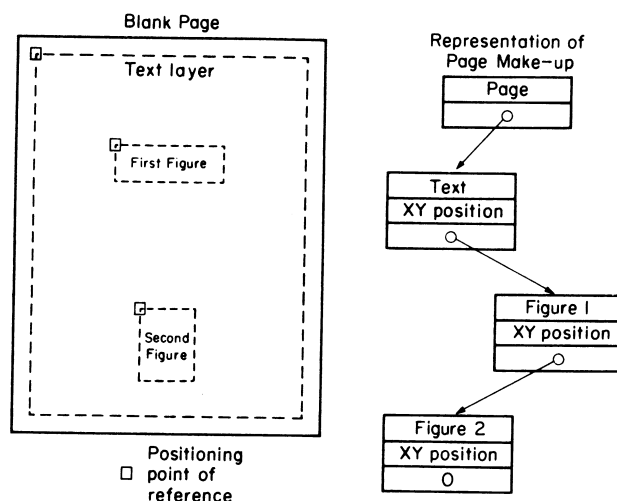 Blank Page
Text layer
First Figure
Second
Figure
Positioning
point of
reference
Representation of
Page Make-up
Page
Text
XY position
Figure 1
XY position
Figure 2
XY position
0